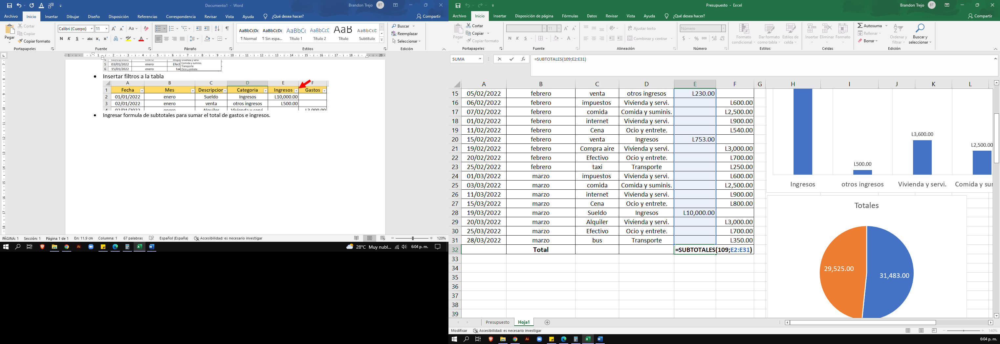 Documento1 - Word
Brandon Trejo BT
Archivo Inicio Insertar Dibujar Diseño Disposición Referencias Correspondencia Revisar Vista Ayuda ¿Qué desea hacer? Compartir
Pegar
Cortar
Copiar
Copiar formato
Portapapeles
Calibri (Cuerpo) 11
Fuente
Párrafo
AaBbCcDc AaBbCcDc AaBbC( AaBbCcE AaB AaBbCcD
¶ Normal ¶ Sin espa... Título 1 Título 2 Título Subtítulo
Estilos
Buscar
Reemplazar
Seleccionar
Edición
5 03/01/2022 enero Efect Comida y suminis.
Transporte
6 15/01/2022 enero tax Ocio y entrete.
• Insertar filtros a la tabla
A B C D E F
1 Fecha Mes Descripcion Categoria Ingresos Gastos
2 01/01/2022 enero Sueldo Ingresos L10,000.00
3 02/01/2022 enero venta otros ingresos L500.00
• Ingresar formula de subtotales para sumar el total de gastos e ingresos.
PÁGINA: 1 Sección: 1 Página 1 de 1 En: 11.9 cm Columna: 1 67 palabras Español (España) Accesibilidad: es necesario investigar 120%
28°C Muy nubl... 6:04 p. m.
Presupuesto - Excel
Brandon Trejo BT
Archivo Inicio Insertar Disposición de página Fórmulas Datos Revisar Vista Ayuda ¿Qué desea hacer? Compartir
Pegar
Cortar
Copiar
Copiar formato
Portapapeles
11
N K S
Fuente
Ajustar texto
Combinar y centrar
Alineación
Número
$ % 000
Número
Formato condicional
Dar formato como tabla
Estilos de celda
Estilos
Insertar Eliminar Formato
Celdas
Autosuma
Rellenar
Borrar
Ordenar y filtrar
Buscar y seleccionar
Edición
SUMA =SUBTOTALES(109;E2:E31)
A B C D E F G H I J K L
15 05/02/2022 febrero venta otros ingresos L230.00
16 06/02/2022 febrero impuestos Vivienda y servi. L600.00
17 07/02/2022 febrero comida Comida y suminis. L2,500.00
18 01/02/2022 febrero internet Vivienda y servi. L900.00
19 11/02/2022 febrero Cena Ocio y entrete. L540.00
20 15/02/2022 febrero venta Ingresos L753.00
21 19/02/2022 febrero Compra aire Vivienda y servi. L3,000.00
22 20/02/2022 febrero Efectivo Ocio y entrete. L700.00
23 25/02/2022 febrero taxi Transporte L250.00
24 01/03/2022 marzo impuestos Vivienda y servi. L600.00
25 03/03/2022 marzo comida Comida y suminis. L2,500.00
26 11/03/2022 marzo internet Vivienda y servi. L900.00
27 15/03/2022 marzo Cena Ocio y entrete. L800.00
28 19/03/2022 marzo Sueldo Ingresos L10,000.00
29 20/03/2022 marzo Alquiler Vivienda y servi. L3,000.00
30 25/03/2022 marzo Efectivo Ocio y entrete. L700.00
31 28/03/2022 marzo bus Transporte L350.00
32 Total =SUBTOTALES(109;E2:E31)
33
34
35
36
37
38
39
L3,600.00
L2,500.00
L500.00
Ingresos otros ingresos Vivienda y servi. Comida y sur
Totales
29,525.00
31,483.00
Presupuesto Hoja1
Modificar Accesibilidad: es necesario investigar 140%
6:04 p. m.